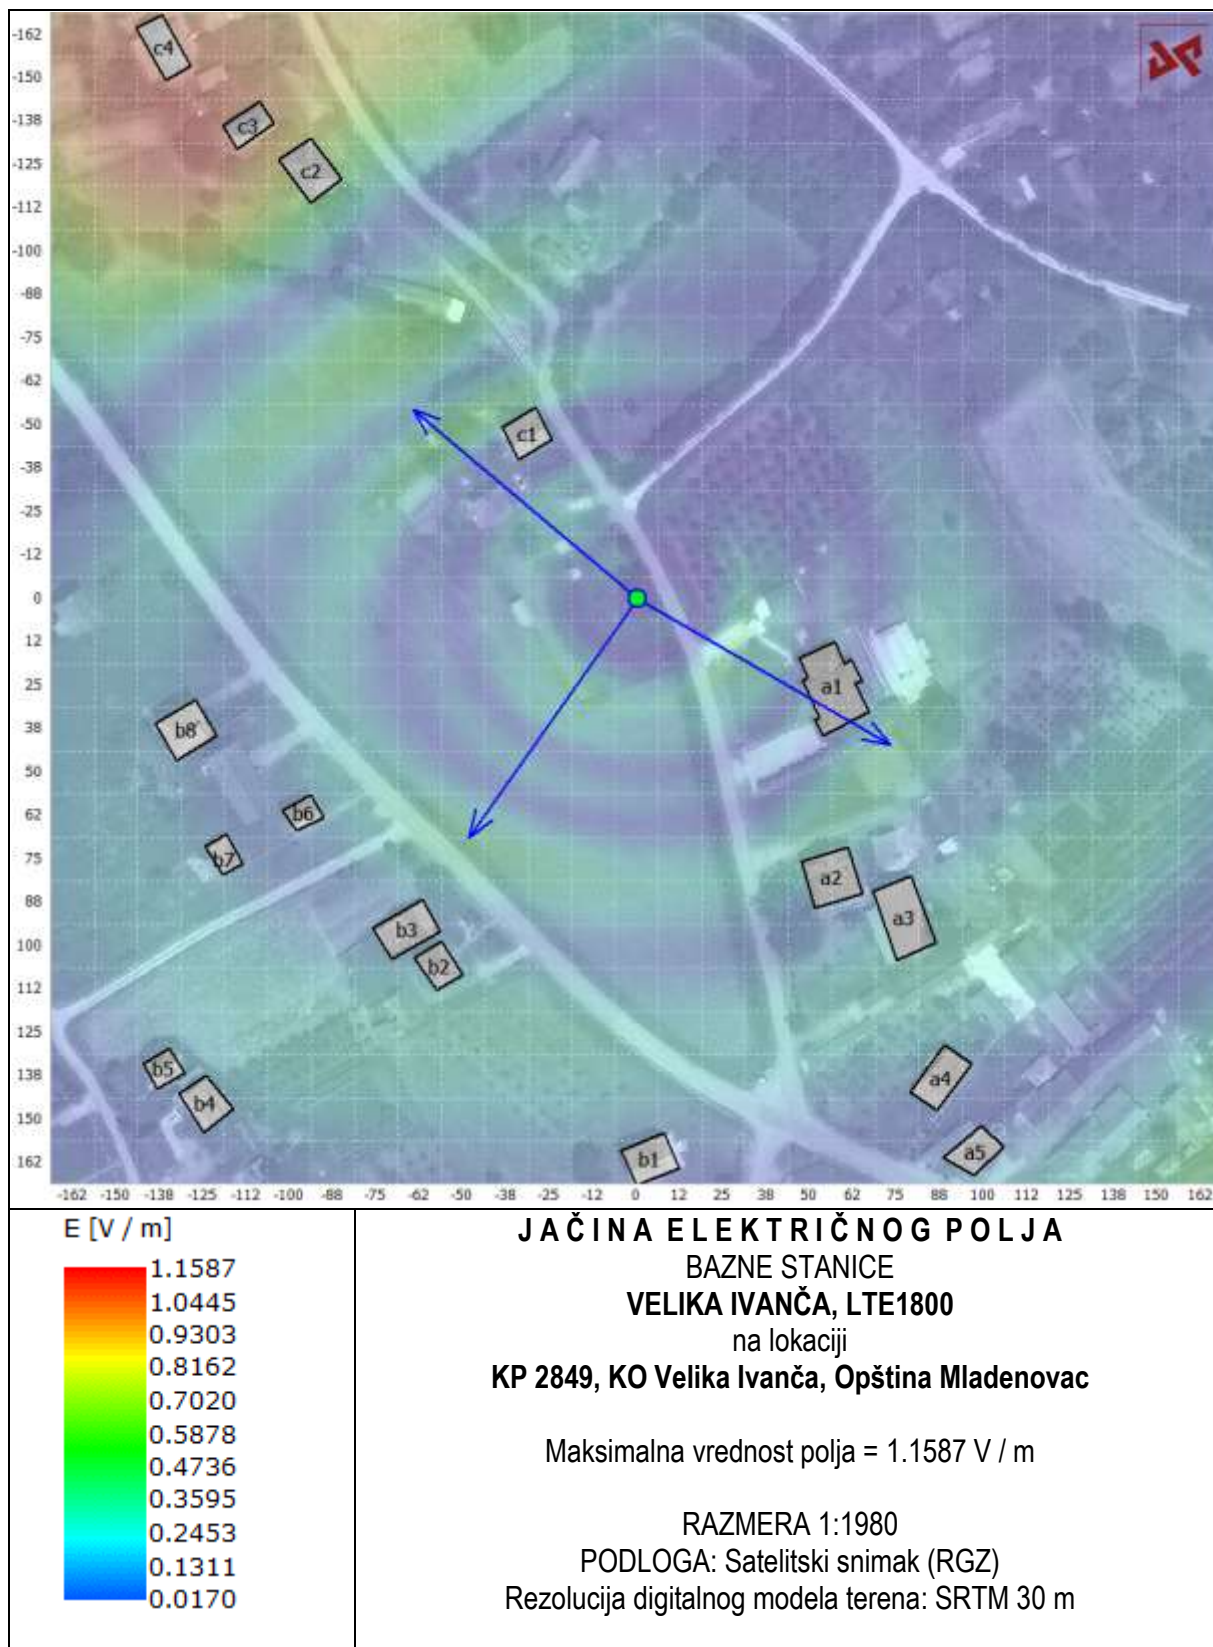 -162
-150
-138
-125
-112
-100
-88
-75
-62
-50
-38
-25
-12
0
12
25
38
50
62
75
88
100
112
125
138
150
162
c4
c3
c2
c1
a1
b8
b6
b7
a2
a3
b3
b2
b5
b4
a4
a5
b1
-162 -150 -138 -125 -112 -100 -88 -75 -62 -50 -38 -25 -12 0 12 25 38 50 62 75 88 100 112 125 138 150 162
E [V / m]
1.1587
1.0445
0.9303
0.8162
0.7020
0.5878
0.4736
0.3595
0.2453
0.1311
0.0170
JAČINA ELEKTRIČNOG POLJA
BAZNE STANICE
VELIKA IVANČA, LTE1800
na lokaciji
KP 2849, KO Velika Ivanča, Opština Mladenovac
Maksimalna vrednost polja = 1.1587 V / m
RAZMERA 1:1980
PODLOGA: Satelitski snimak (RGZ)
Rezolucija digitalnog modela terena: SRTM 30 m